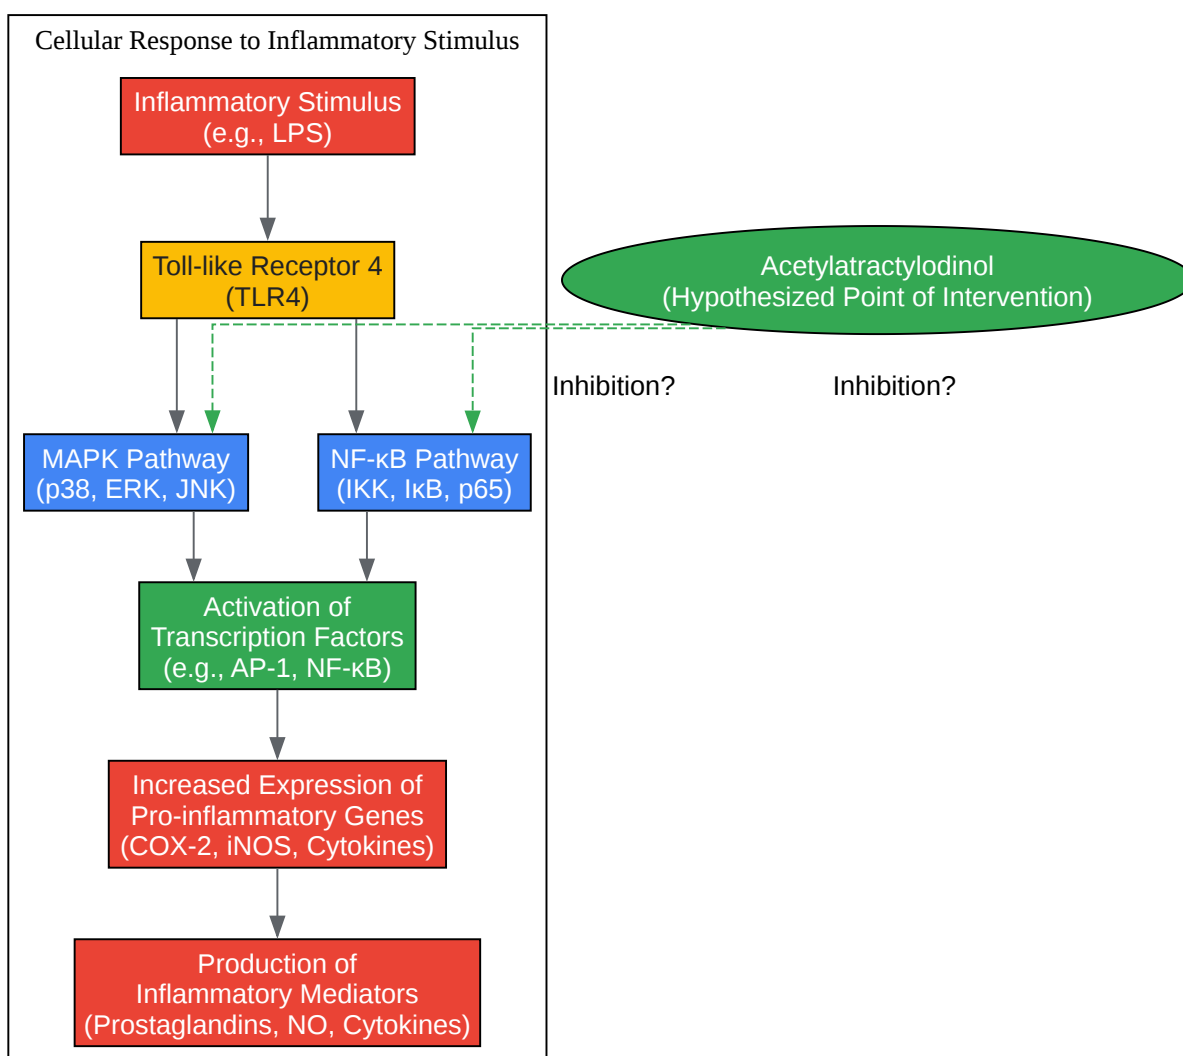 Cellular Response to Inflammatory Stimulus
Inflammatory Stimulus
(e.g., LPS)
Toll-like Receptor 4
(TLR4)
Acetylatractylodinol
(Hypothesized Point of Intervention)
Inhibition?
Inhibition?
MAPK Pathway
(p38, ERK, JNK)
NF-κB Pathway
(IKK, IκB, p65)
Activation of
Transcription Factors
(e.g., AP-1, NF-κB)
Increased Expression of
Pro-inflammatory Genes
(COX-2, iNOS, Cytokines)
Production of
Inflammatory Mediators
(Prostaglandins, NO, Cytokines)